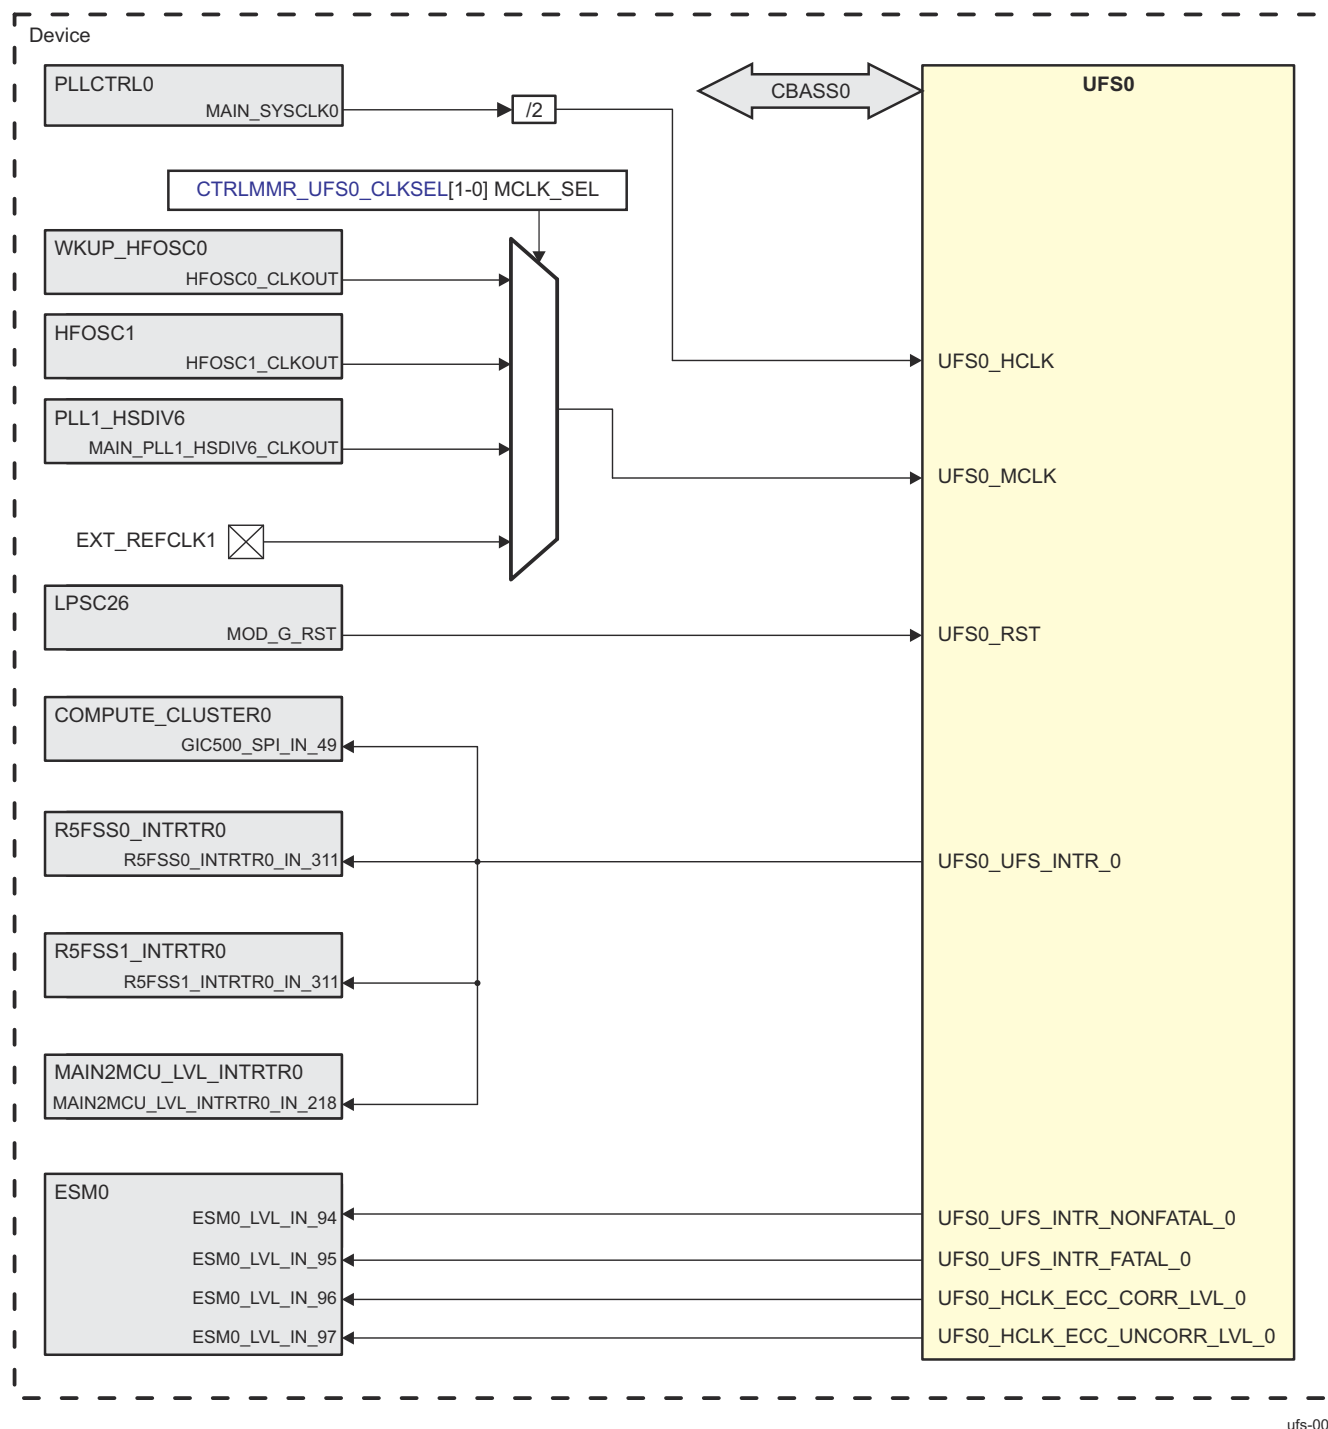 Device
PLLCTRL0
MAIN_SYSCLK0
/2
CBASS0
UFS0
CTRLMMR_UFS0_CLKSEL[1-0] MCLK_SEL
WKUP_HFOSC0
HFOSC0_CLKOUT
HFOSC1
HFOSC1_CLKOUT
UFS0_HCLK
PLL1_HSDIV6
MAIN_PLL1_HSDIV6_CLKOUT
UFS0_MCLK
EXT_REFCLK1
LPSC26
MOD_G_RST
UFS0_RST
COMPUTE_CLUSTER0
GIC500_SPI_IN_49
R5FSS0_INTRTR0
R5FSS0_INTRTR0_IN_311
UFS0_UFS_INTR_0
R5FSS1_INTRTR0
R5FSS1_INTRTR0_IN_311
MAIN2MCU_LVL_INTRTR0
MAIN2MCU_LVL_INTRTR0_IN_218
ESM0
ESM0_LVL_IN_94
UFS0_UFS_INTR_NONFATAL_0
ESM0_LVL_IN_95
UFS0_UFS_INTR_FATAL_0
ESM0_LVL_IN_96
UFS0_HCLK_ECC_CORR_LVL_0
ESM0_LVL_IN_97
UFS0_HCLK_ECC_UNCORR_LVL_0
ufs-00